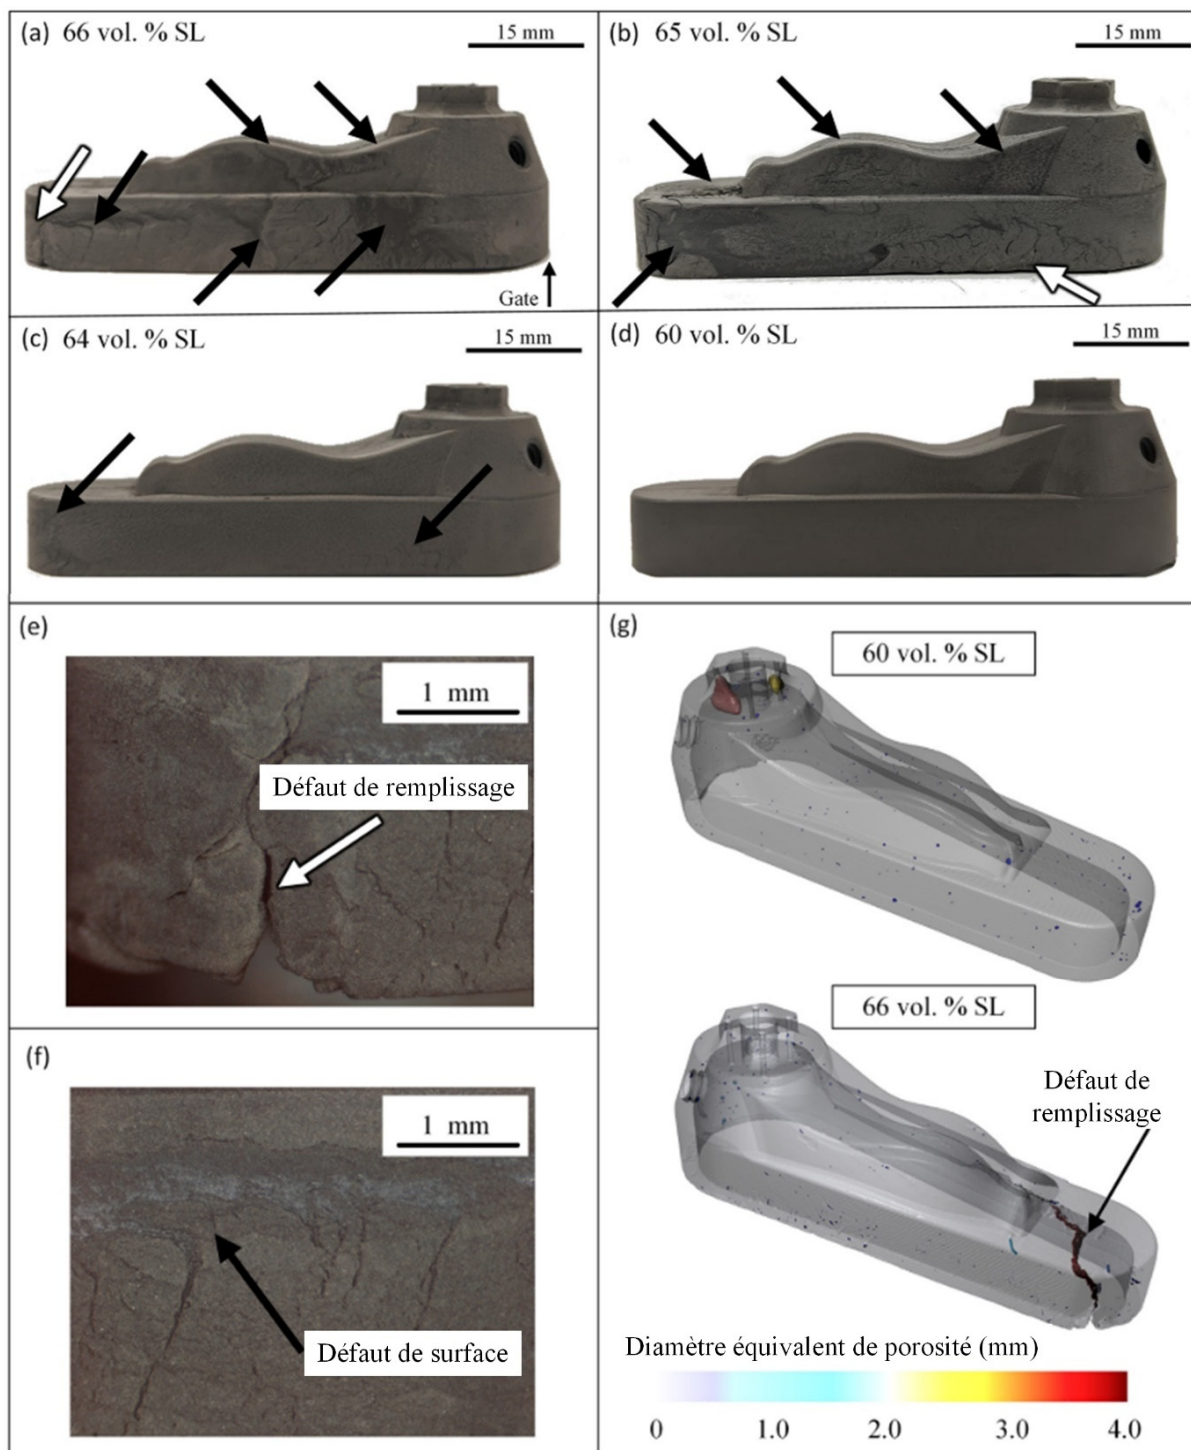 (a) 66 vol. % SL
15 mm
Gate
(b) 65 vol. % SL
15 mm
(c) 64 vol. % SL
15 mm
(d) 60 vol. % SL
15 mm
(e)
1 mm
Défaut de remplissage
(f)
1 mm
Défaut de surface
(g)
60 vol. % SL
66 vol. % SL
Défaut de
remplissage
Diamètre équivalent de porosité (mm)
0 1.0 2.0 3.0 4.0